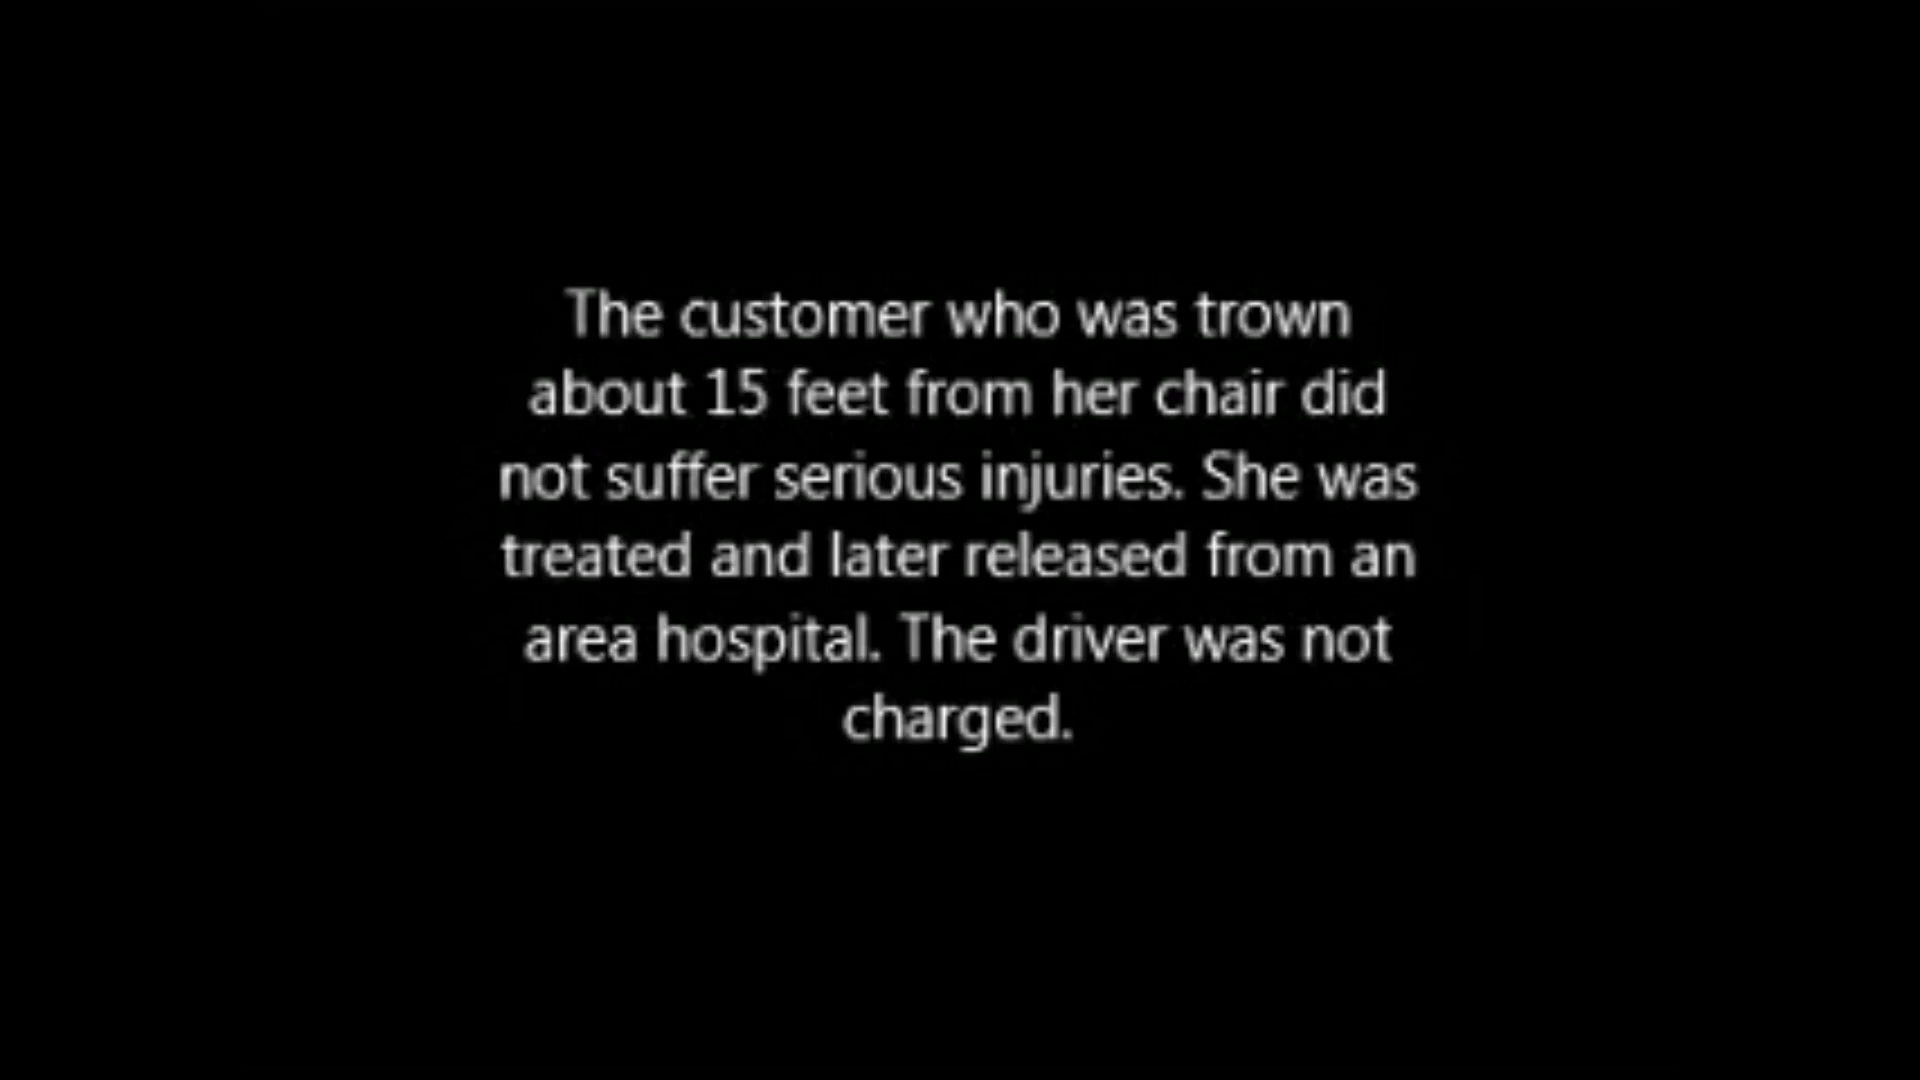 The customer who was trown
about 15 feet from her chair did
not suffer serious injuries. She was
treated and later released from an
area hospital. The driver was not
charged.